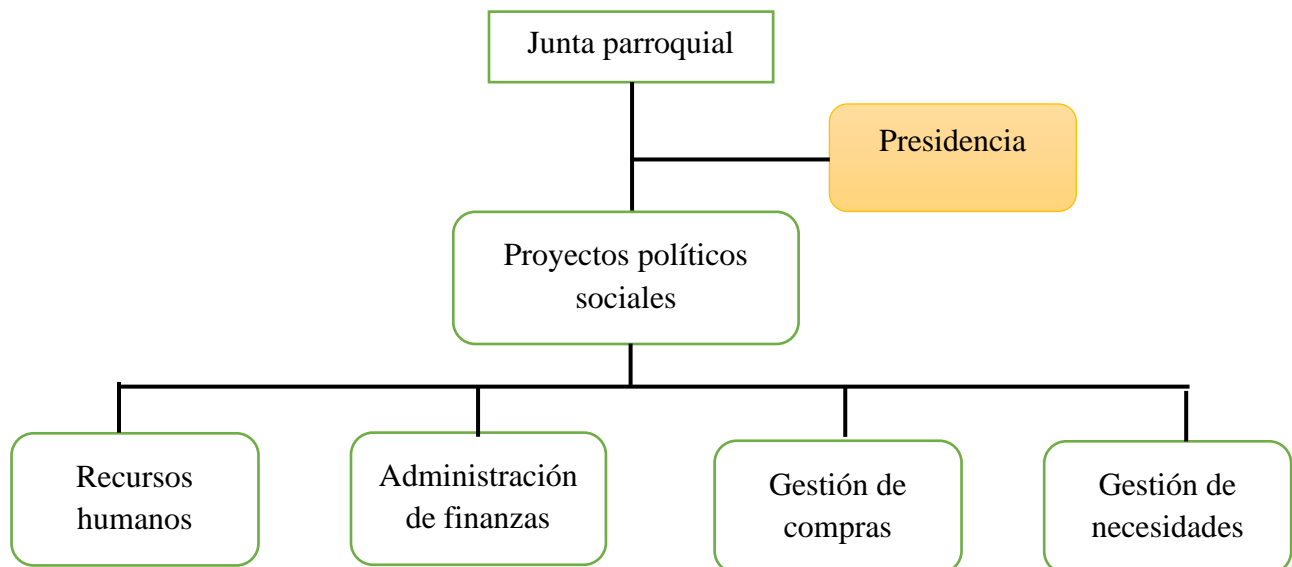 Junta parroquial
Presidencia
Proyectos políticos
sociales
Recursos
humanos
Administración
de finanzas
Gestión de
compras
Gestión de
necesidades